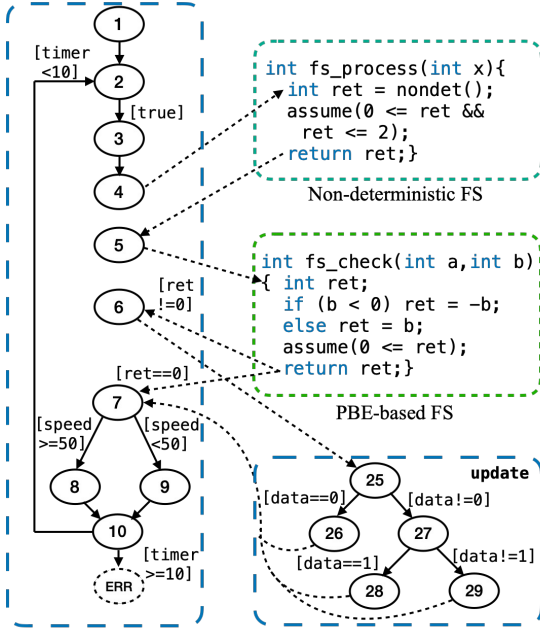 1
[timer
<10]
2
[true]
3
4
5
6
[ret
!=0]
[ret==0]
7
[speed
>=50]
[speed
<50]
8
9
10
[timer
>=10]
ERR
int fs_process(int x){
int ret = nondet();
assume(0 <= ret &&
ret <= 2);
return ret;}
Non-deterministic FS
int fs_check(int a,int b)
{ int ret;
if (b < 0) ret = -b;
else ret = b;
assume(0 <= ret);
return ret;}
PBE-based FS
update
25
[data==0]
[data!=0]
26
27
[data==1]
[data!=1]
28
29